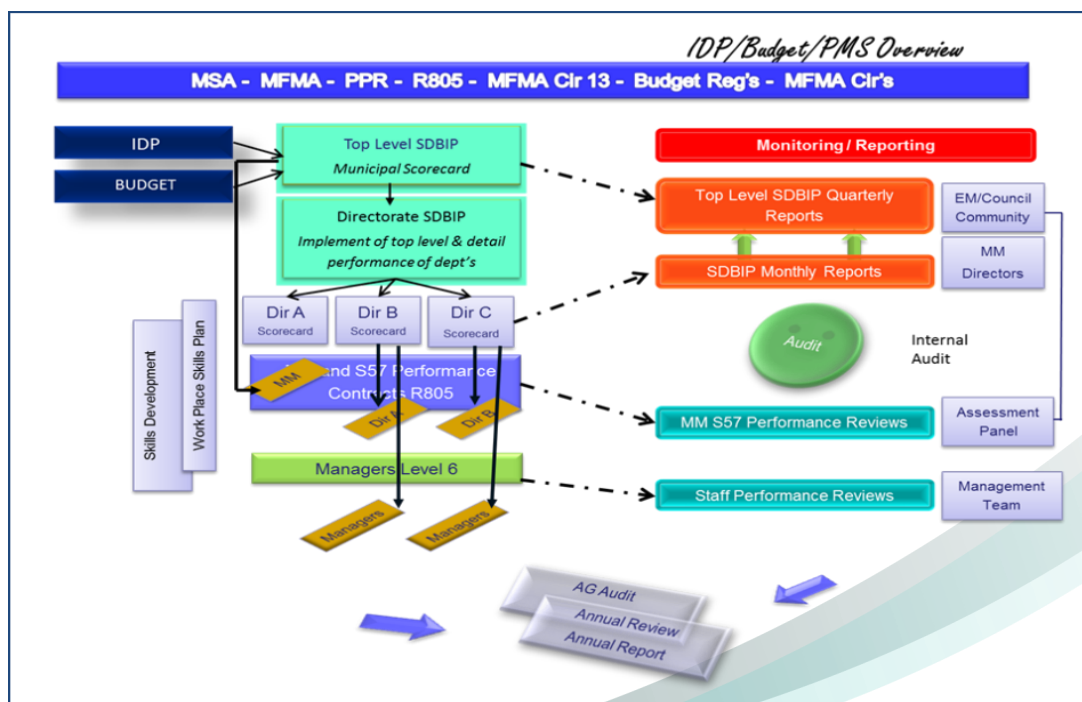 IDP/Budget/PMS Overview
MSA - MFMA - PPR - R805 - MFMA Cir 13 - Budget Reg's - MFMA Cir's
IDP
BUDGET
Top Level SDBIP
Municipal Scorecard
Directorate SDBIP
Implement of top level & detail
performance of dept's
Dir A
Scorecard
Dir B
Scorecard
Dir C
Scorecard
Skills Development
Work Place Skills Plan
and S57 Performance
Contracts R805
MM
Dir A
Dir B
Managers Level 6
Managers
Managers
Monitoring / Reporting
Top Level SDBIP Quarterly
Reports
EM/Council
Community
SDBIP Monthly Reports
MM
Directors
Audit
Internal
Audit
MM S57 Performance Reviews
Assessment
Panel
Staff Performance Reviews
Management
Team
AG Audit
Annual Review
Annual Report